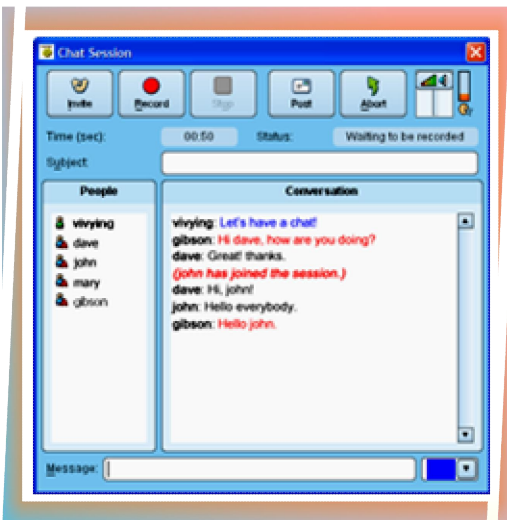 Chat Session
Invite Record Stop Post Abort
Time (sec): 00:50 Status: Waiting to be recorded
Subject:
People Conversation
vivying
dave
john
mary
gibson
vivying: Let's have a chat!
gibson: Hi dave, how are you doing?
dave: Great! thanks.
(john has joined the session.)
dave: Hi, john!
john: Hello everybody.
gibson: Hello john.
Message: